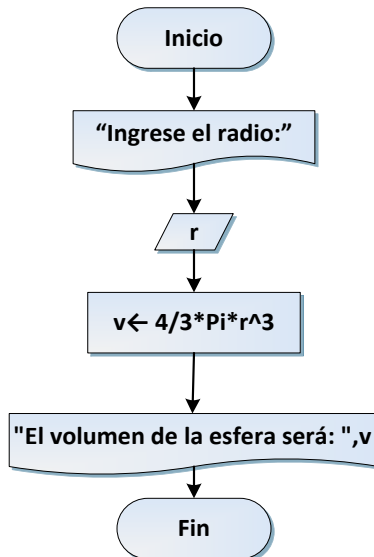 Inicio
“Ingrese el radio:”
r
v← 4/3*Pi*r^3
"El volumen de la esfera será: ",v
Fin